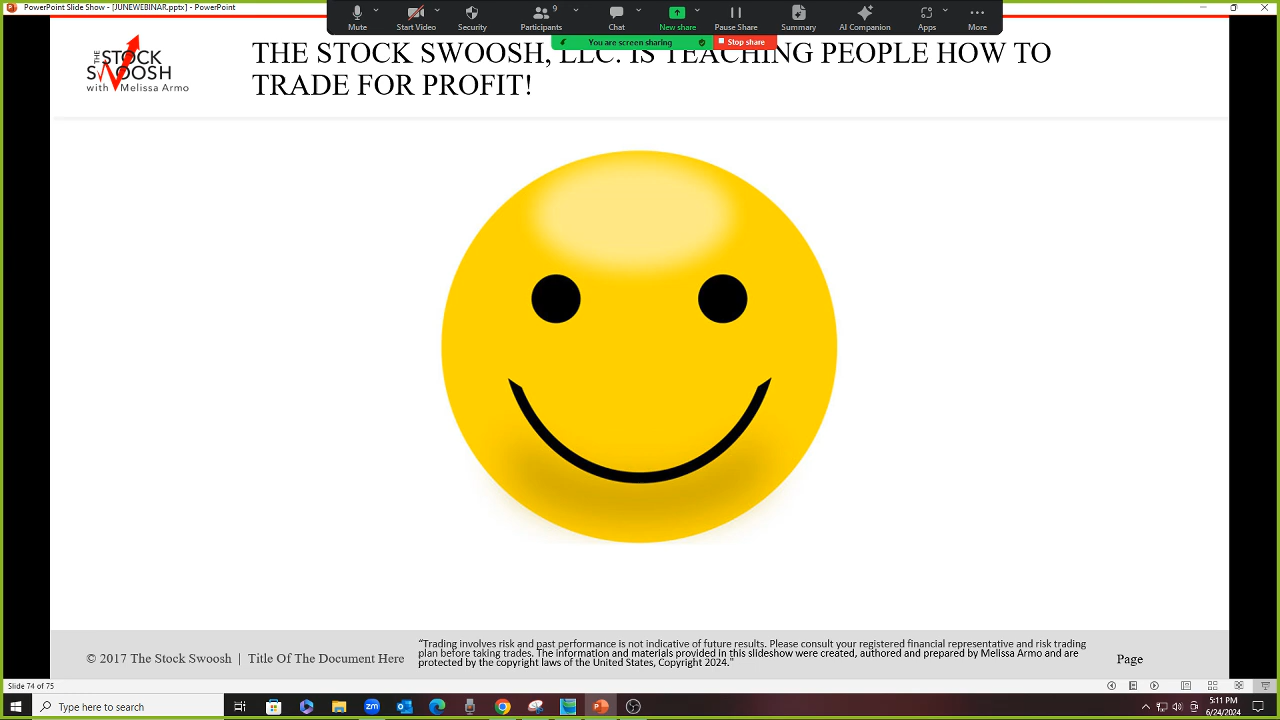 PowerPoint Slide Show - [JUNEWEBINAR.pptx] - PowerPoint
Mute
Start Video
Security
9
Participants
Chat
New share
Pause Share
Summary
AI Companion
Apps
More
You are screen sharing
Stop share
THE
STOCK
SWOOSH
with Melissa Armo
THE STOCK SWOOSH, LLC. IS TEACHING PEOPLE HOW TO
TRADE FOR PROFIT!
© 2017 The Stock Swoosh | Title Of The Document Here
“Trading involves risk and past performance is not indicative of future results. Please consult your registered financial representative and risk trading
plan before taking trades. The information and materials provided in this slideshow were created, authored and prepared by Melissa Armo and are
protected by the copyright laws of the United States, Copyright 2024."
Page
Slide 74 of 75
Type here to search
5:11 PM
6/24/2024